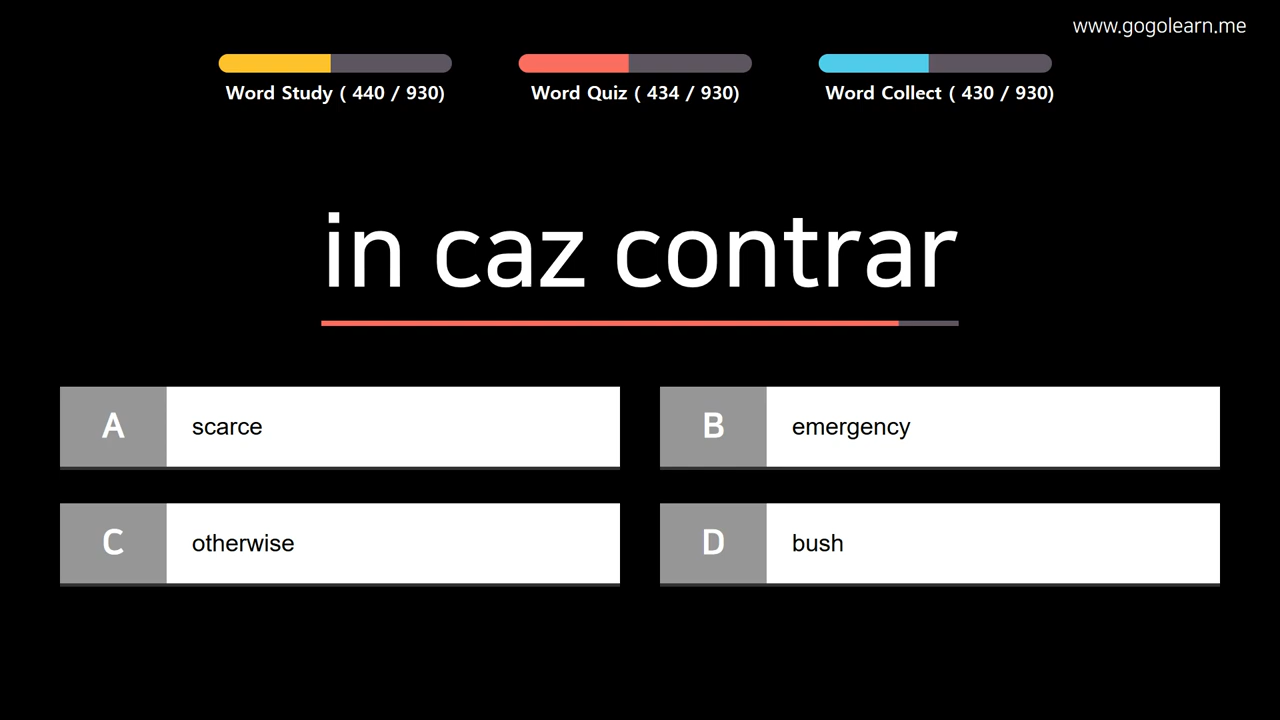 www.gogolearn.me
Word Study ( 440 / 930)
Word Quiz ( 434 / 930)
Word Collect ( 430 / 930)
in caz contrar
A scarce
B emergency
C otherwise
D bush